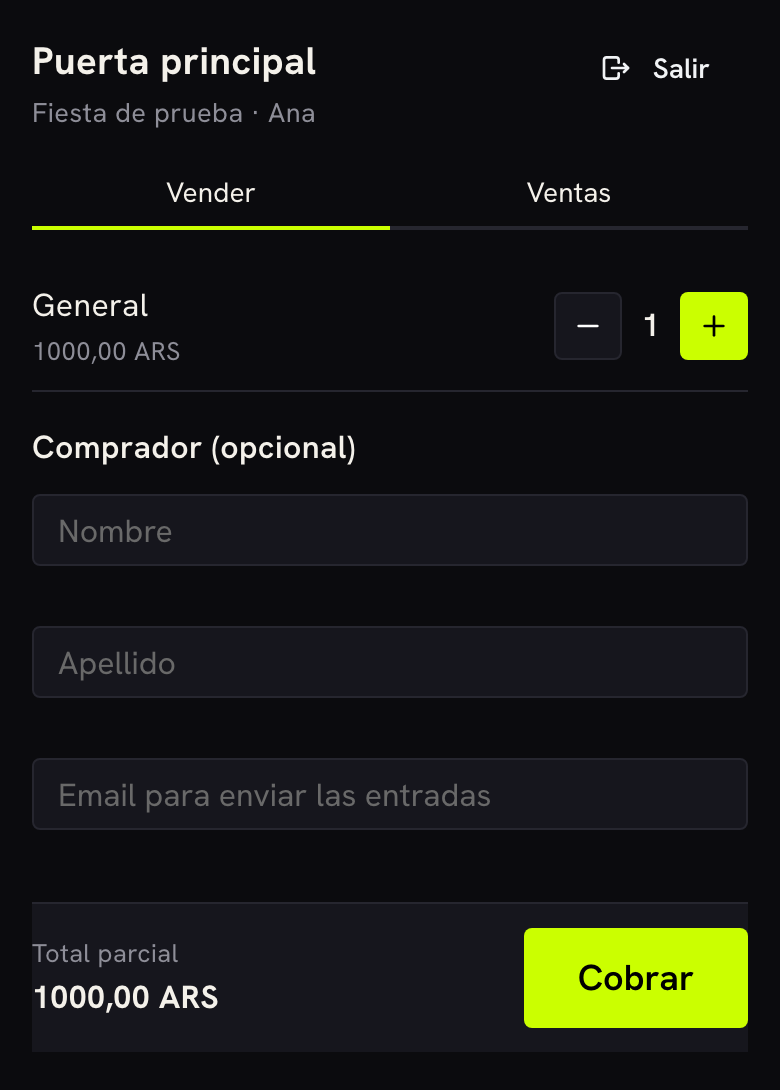 Puerta principal
Salir
Fiesta de prueba · Ana
Vender
Ventas
General
1000,00 ARS
− 1 +
Comprador (opcional)
Nombre
Apellido
Email para enviar las entradas
Total parcial
1000,00 ARS
Cobrar